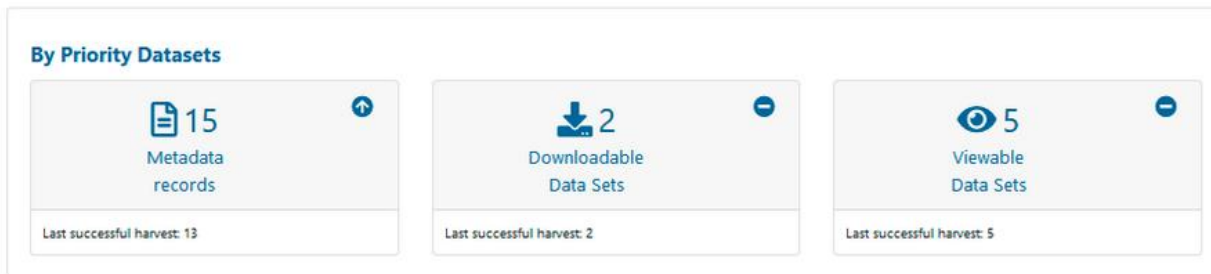 By Priority Datasets
15
Metadata
records
Last successful harvest: 13
2
Downloadable
Data Sets
Last successful harvest: 2
5
Viewable
Data Sets
Last successful harvest: 5